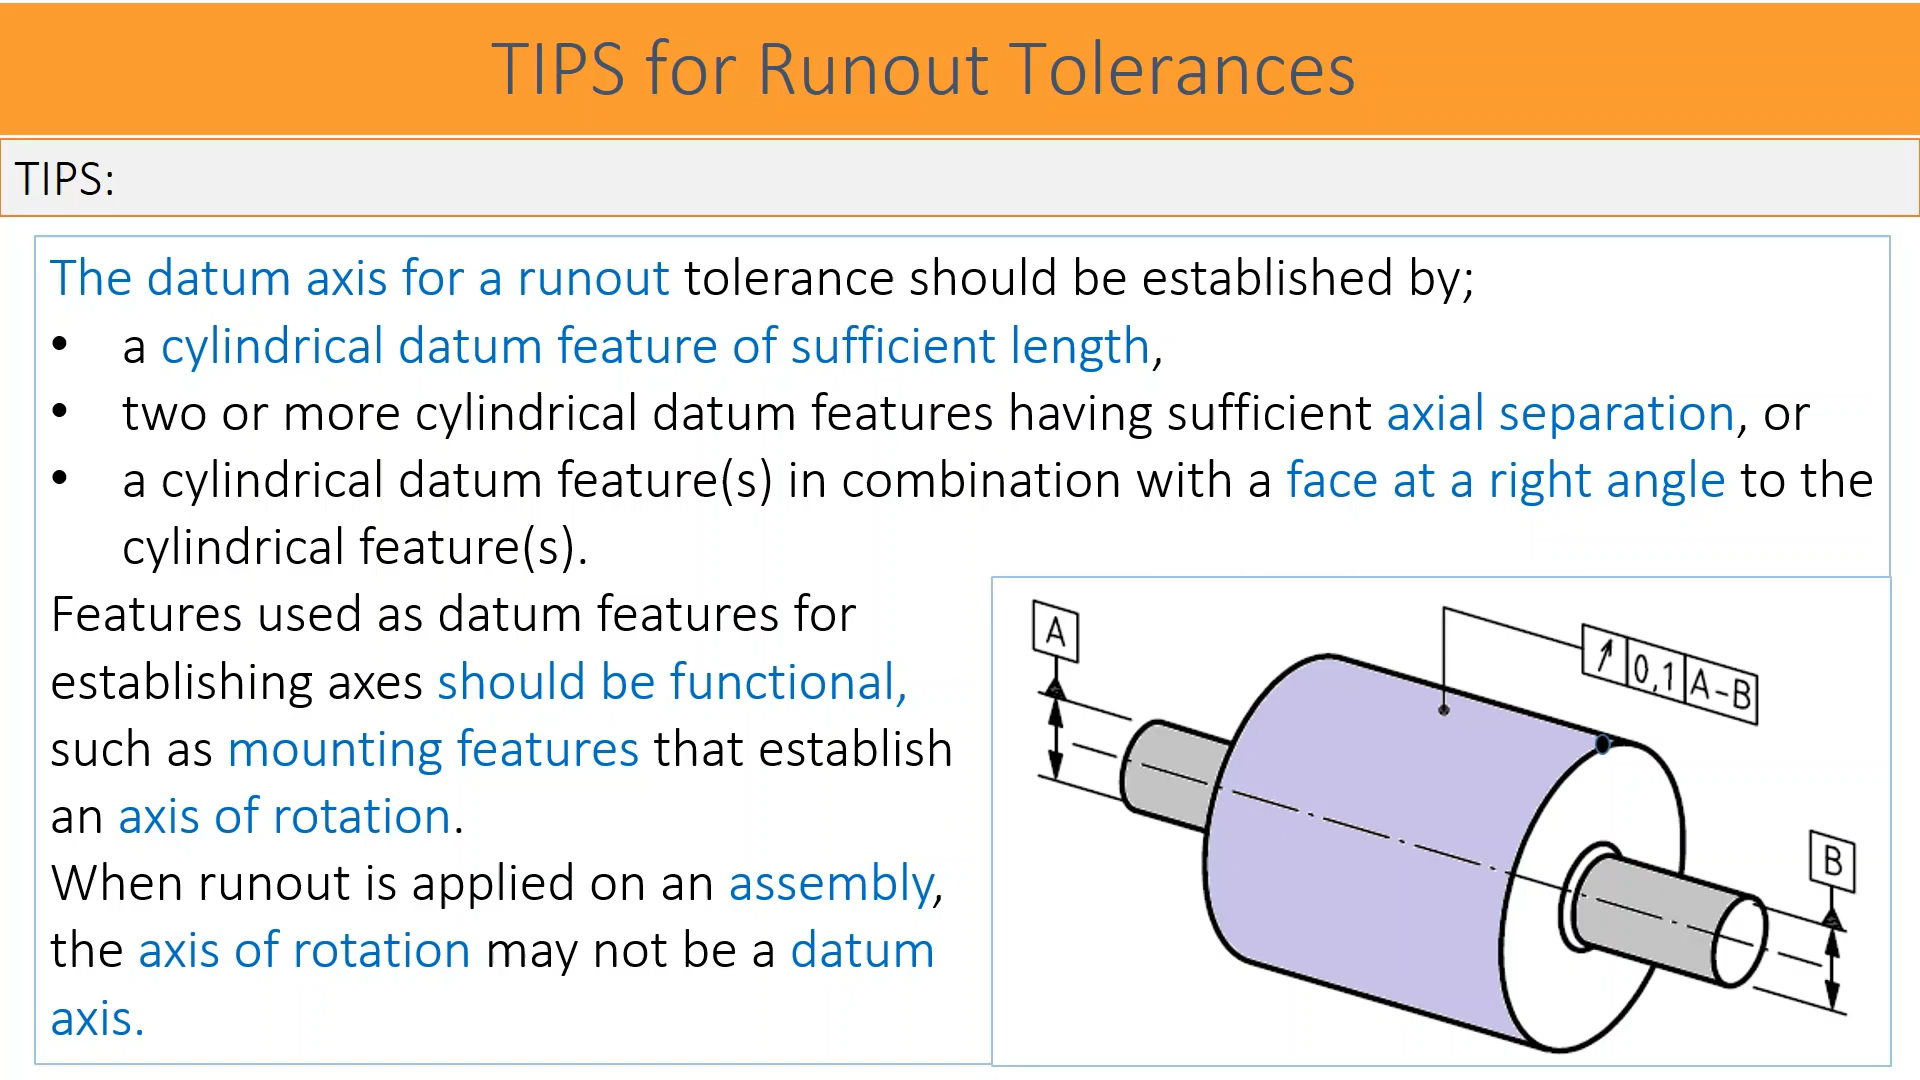 TIPS for Runout Tolerances
TIPS:
The datum axis for a runout tolerance should be established by;
• a cylindrical datum feature of sufficient length,
• two or more cylindrical datum features having sufficient axial separation, or
• a cylindrical datum feature(s) in combination with a face at a right angle to the
cylindrical feature(s).
Features used as datum features for
establishing axes should be functional,
such as mounting features that establish
an axis of rotation.
When runout is applied on an assembly,
the axis of rotation may not be a datum
axis.
A
↗ 0,1 A-B
B